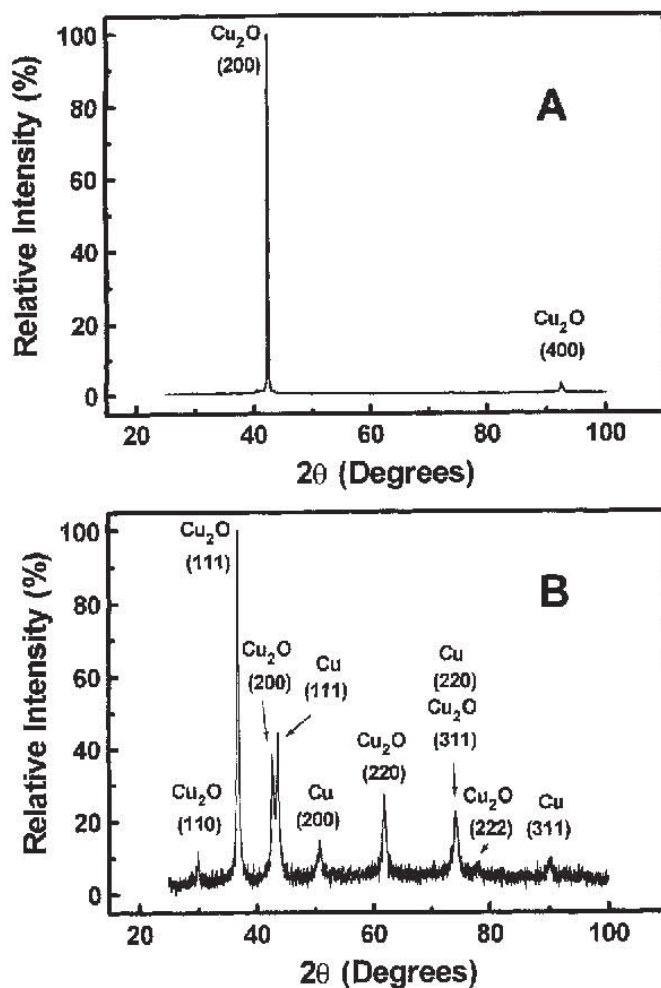 100
80
60
40
20
0
Relative Intensity (%)
Cu₂O
(200)
A
Cu₂O
(400)
20
40
60
80
100
2θ (Degrees)
100
80
60
40
20
0
Relative Intensity (%)
Cu₂O
(111)
B
Cu₂O
(200)
Cu
(111)
Cu
(220)
Cu₂O
(311)
Cu₂O
(110)
Cu
(200)
Cu₂O
(220)
Cu₂O
(222)
Cu
(311)
20
40
60
80
100
2θ (Degrees)